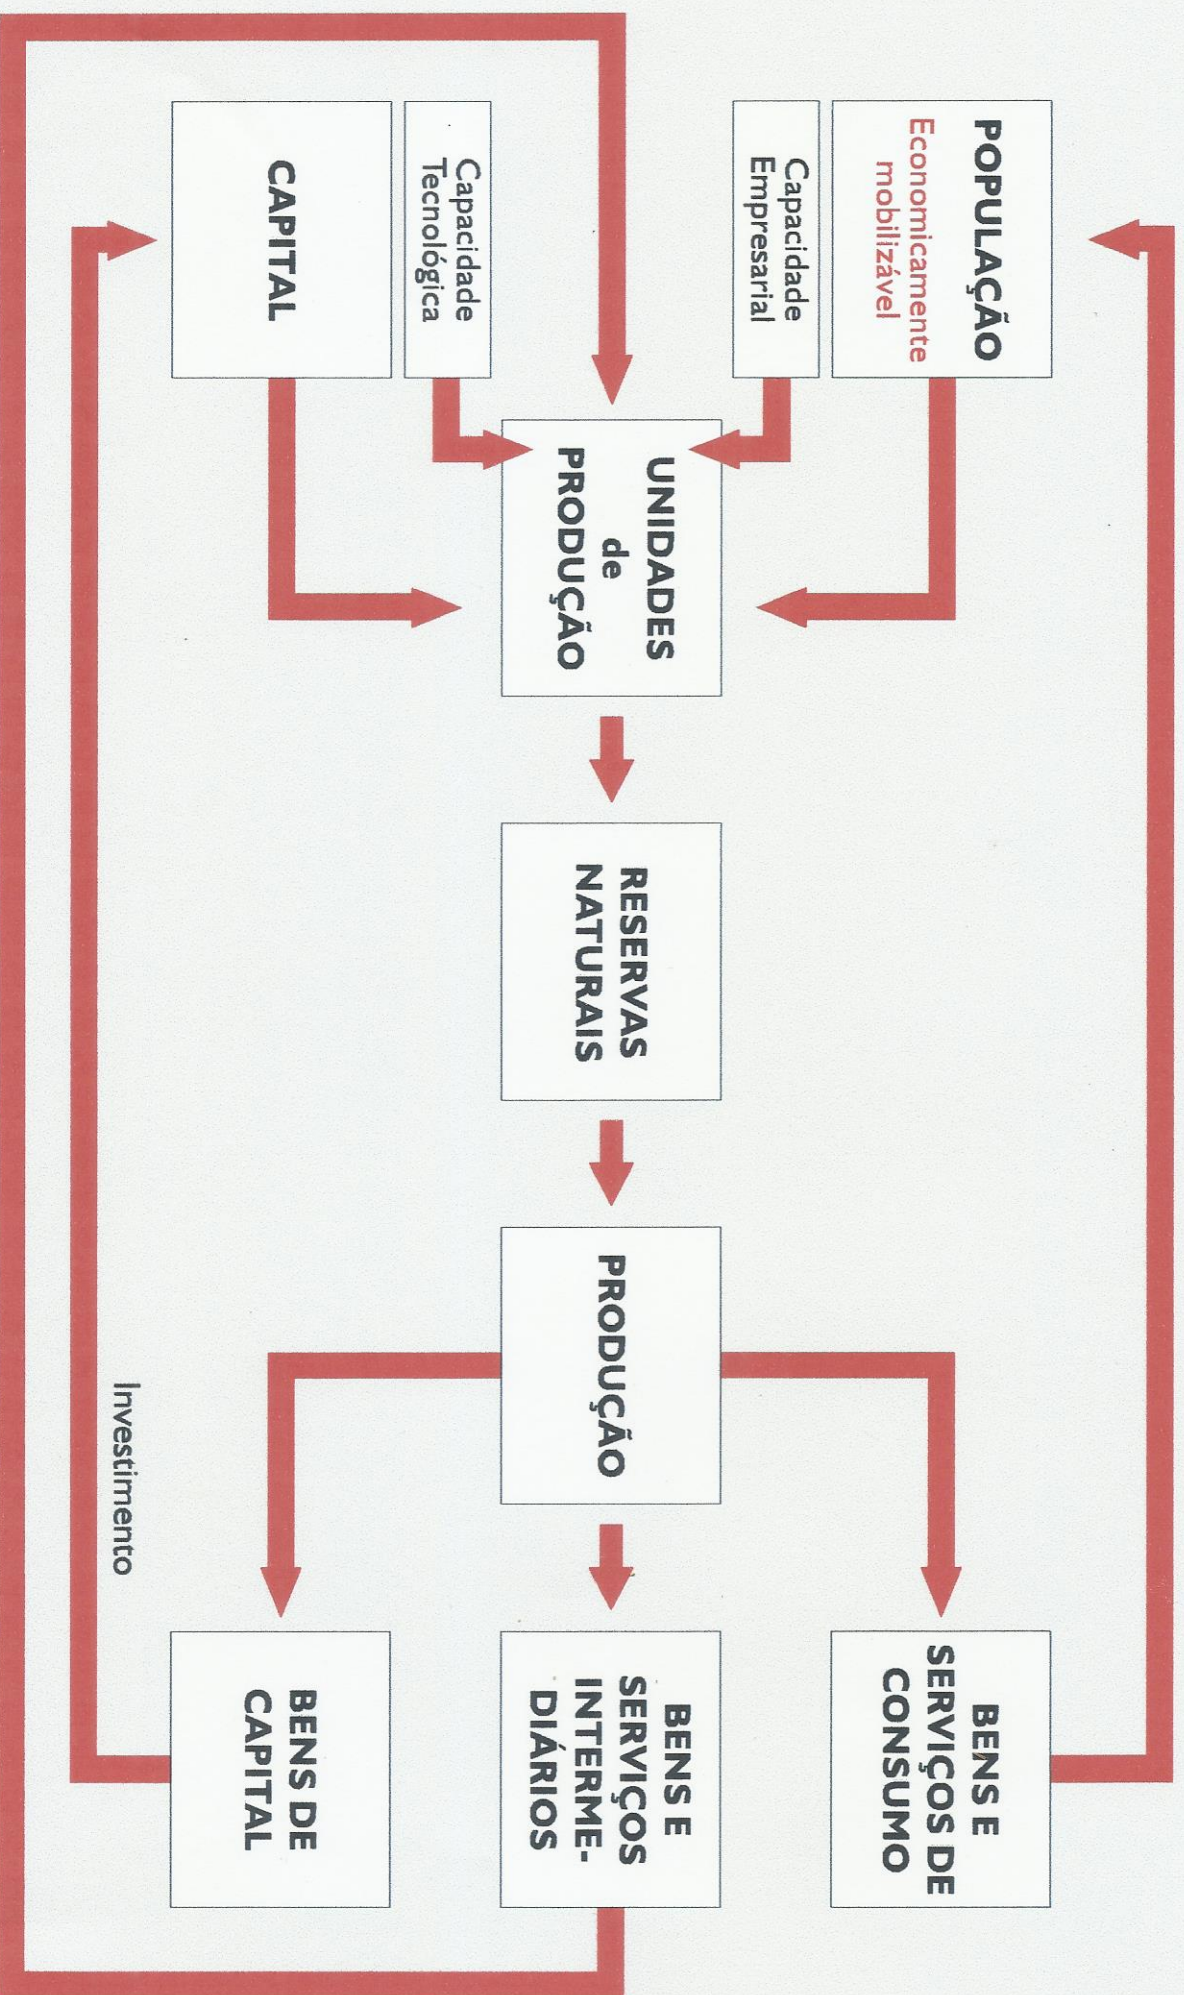 POPULAÇÃO
Economicamente
mobilizável
Capacidade
Empresarial
Capacidade
Tecnológica
CAPITAL
UNIDADES
de
PRODUÇÃO
RESERVAS
NATURAIS
PRODUÇÃO
BENS E
SERVIÇOS DE
CONSUMO
BENS E
SERVIÇOS
INTERME-
DIÁRIOS
BENS DE
CAPITAL
Investimento